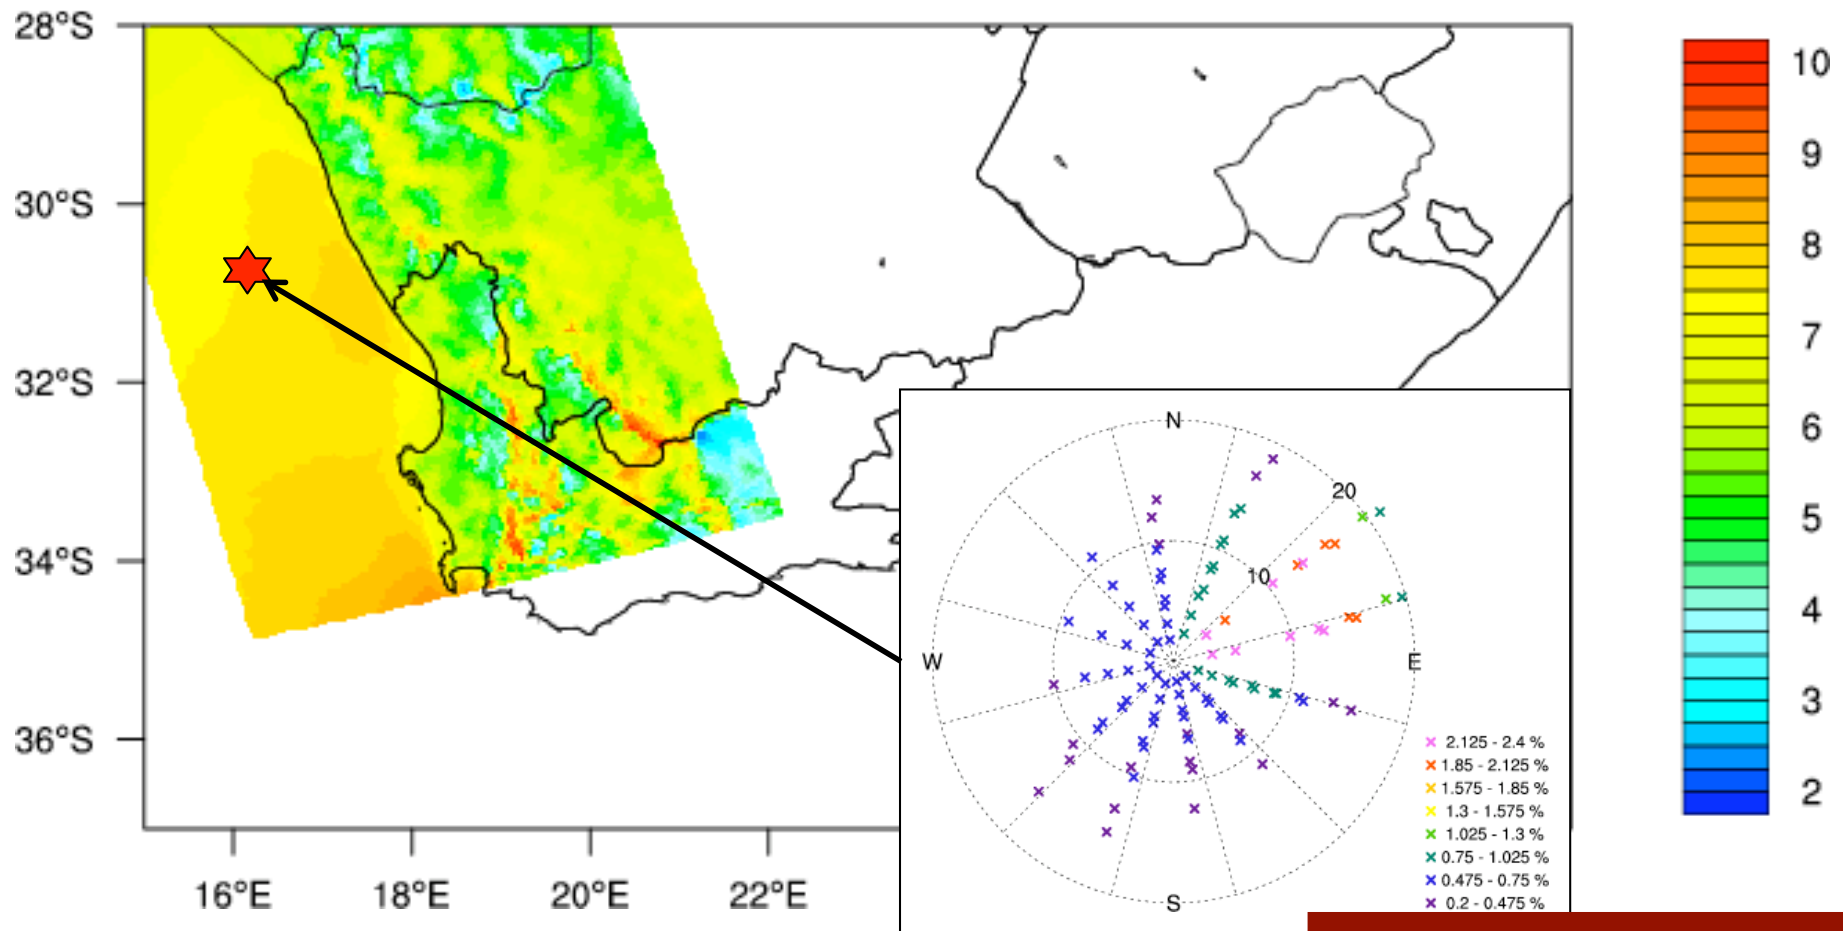 28°S
30°S
32°S
34°S
36°S
16°E
18°E
20°E
22°E
10
9
8
7
6
5
4
3
2
N
20
10
W
E
S
2.125 - 2.4 %
1.85 - 2.125 %
1.575 - 1.85 %
1.3 - 1.575 %
1.025 - 1.3 %
0.75 - 1.025 %
0.475 - 0.75 %
0.2 - 0.475 %